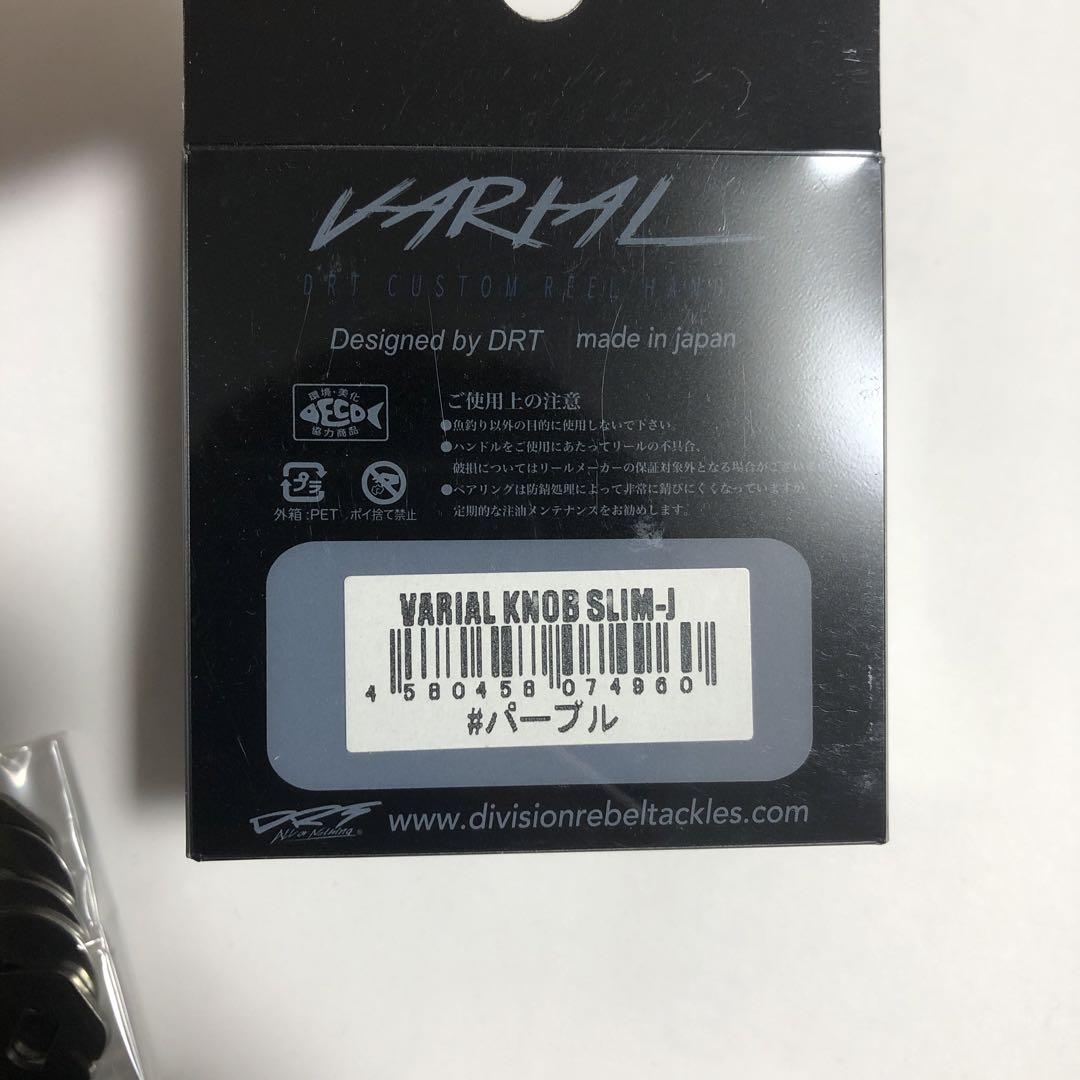 VARIAL
DRT CUSTOM REEL HAND
Designed by DRT made in japan
環境・美化
ECO
協力商品
プラ
外箱:PET ポイ捨て禁止
ご使用上の注意
●魚釣り以外の目的に使用しないで下さい。
●ハンドルをご使用にあたってリールの不具合、
破損についてはリールメーカーの保証対象外となる場合がござい
●ベアリングは防錆処理によって非常に錆びにくくなっていますが
定期的な注油メンテナンスをお勧めします。
VARIAL KNOB SLIM-J
4 580458 074960
#パープル
DRT
www.divisionrebeltackles.com